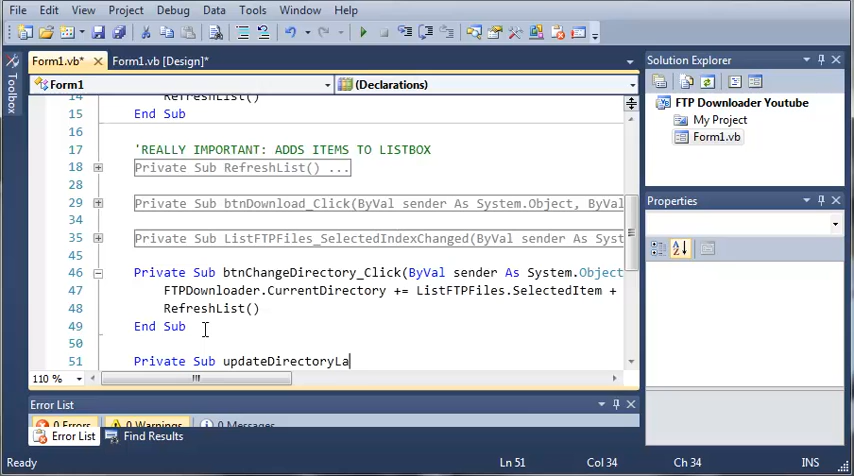 File Edit View Project Debug Data Tools Window Help
Form1.vb* Form1.vb [Design]*
Toolbox
Form1 (Declarations)
14 RefreshList()
15 End Sub
16
17 'REALLY IMPORTANT: ADDS ITEMS TO LISTBOX
18 Private Sub RefreshList() ...
28
29 Private Sub btnDownload_Click(ByVal sender As System.Object, ByVal
34
35 Private Sub ListFTPFiles_SelectedIndexChanged(ByVal sender As Syst
45
46 Private Sub btnChangeDirectory_Click(ByVal sender As System.Object
47 FTPDownloader.CurrentDirectory += ListFTPFiles.SelectedItem +
48 RefreshList()
49 End Sub
50
51 Private Sub updateDirectoryLa
110 %
Error List
0 Errors 0 Warnings 0 Messages
Error List Find Results
Ready Ln 51 Col 34 Ch 34 INS
Solution Explorer
FTP Downloader Youtube
My Project
Form1.vb
Properties